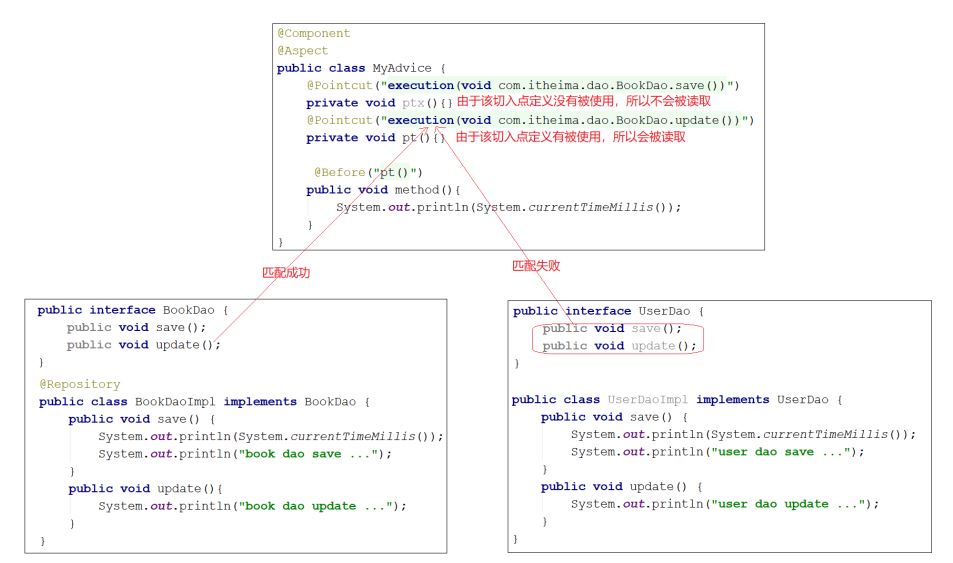 @Component
@Aspect
public class MyAdvice {
@Pointcut("execution(void com.itheima.dao.BookDao.save())")
private void ptx(){} 由于该切入点定义没有被使用，所以不会被读取
@Pointcut("execution(void com.itheima.dao.BookDao.update())")
private void pt(){} 由于该切入点定义有被使用，所以会被读取
@Before("pt()")
public void method(){
System.out.println(System.currentTimeMillis());
}
}
匹配成功
匹配失败
public interface BookDao {
public void save();
public void update();
}
@Repository
public class BookDaoImpl implements BookDao {
public void save() {
System.out.println(System.currentTimeMillis());
System.out.println("book dao save ...");
}
public void update(){
System.out.println("book dao update ...");
}
}
public interface UserDao {
public void save();
public void update();
}
public class UserDaoImpl implements UserDao {
public void save() {
System.out.println(System.currentTimeMillis());
System.out.println("user dao save ...");
}
public void update() {
System.out.println("user dao update ...");
}
}